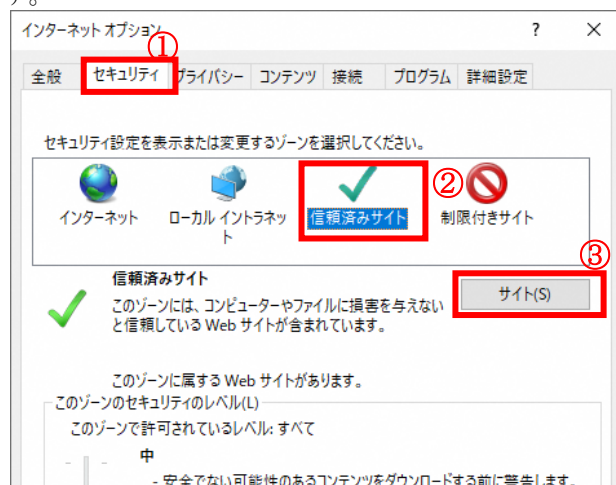 す。
インターネット オプション ? ×
①
全般 セキュリティ プライバシー コンテンツ 接続 プログラム 詳細設定
セキュリティ設定を表示または変更するゾーンを選択してください。
②
インターネット ローカル イントラネット 信頼済みサイト 制限付きサイト
③
信頼済みサイト
サイト(S)
このゾーンには、コンピューターやファイルに損害を与えない
と信頼している Web サイトが含まれています。
このゾーンに属する Web サイトがあります。
このゾーンのセキュリティのレベル(L)
このゾーンで許可されているレベル: すべて
中
- 安全でない可能性のあるコンテンツをダウンロードする前に警告します。